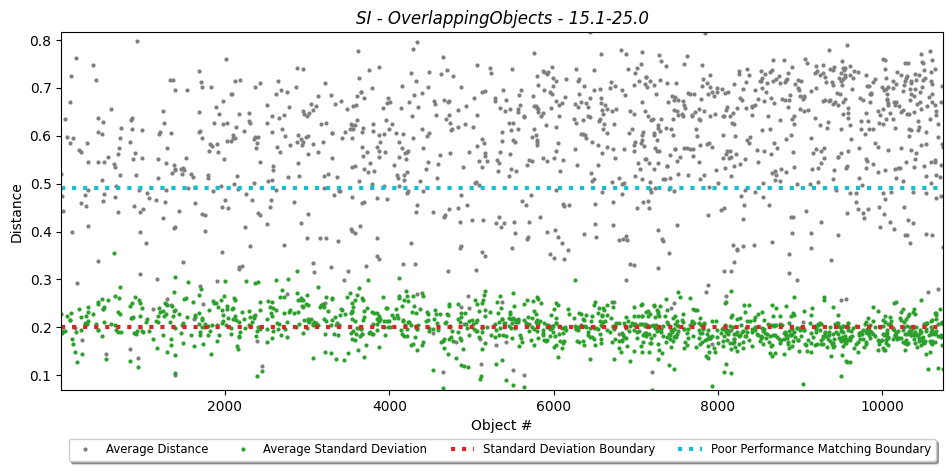 SI - OverlappingObjects - 15.1-25.0
0.8
0.7
0.6
0.5
0.4
0.3
0.2
0.1
Distance
2000 4000 6000 8000 10000
Object #
Average Distance Average Standard Deviation Standard Deviation Boundary Poor Performance Matching Boundary